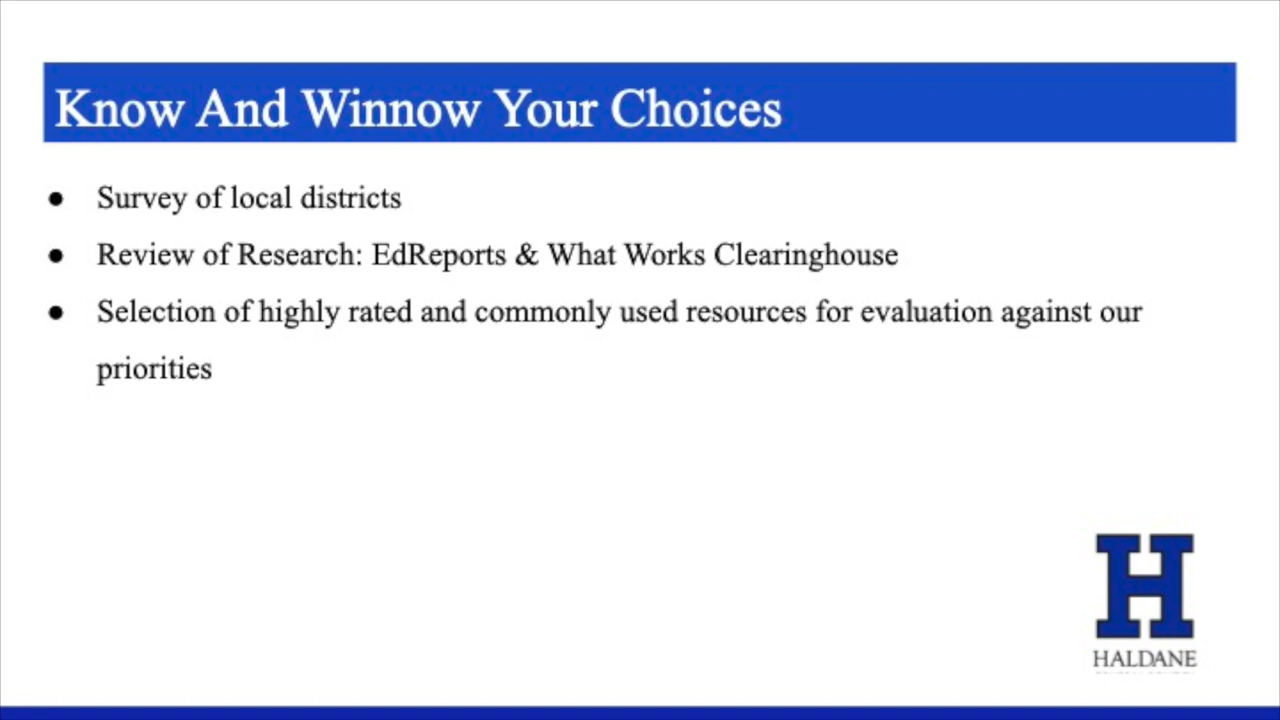 Know And Winnow Your Choices
● Survey of local districts
● Review of Research: EdReports & What Works Clearinghouse
● Selection of highly rated and commonly used resources for evaluation against our
priorities
H
HALDANE